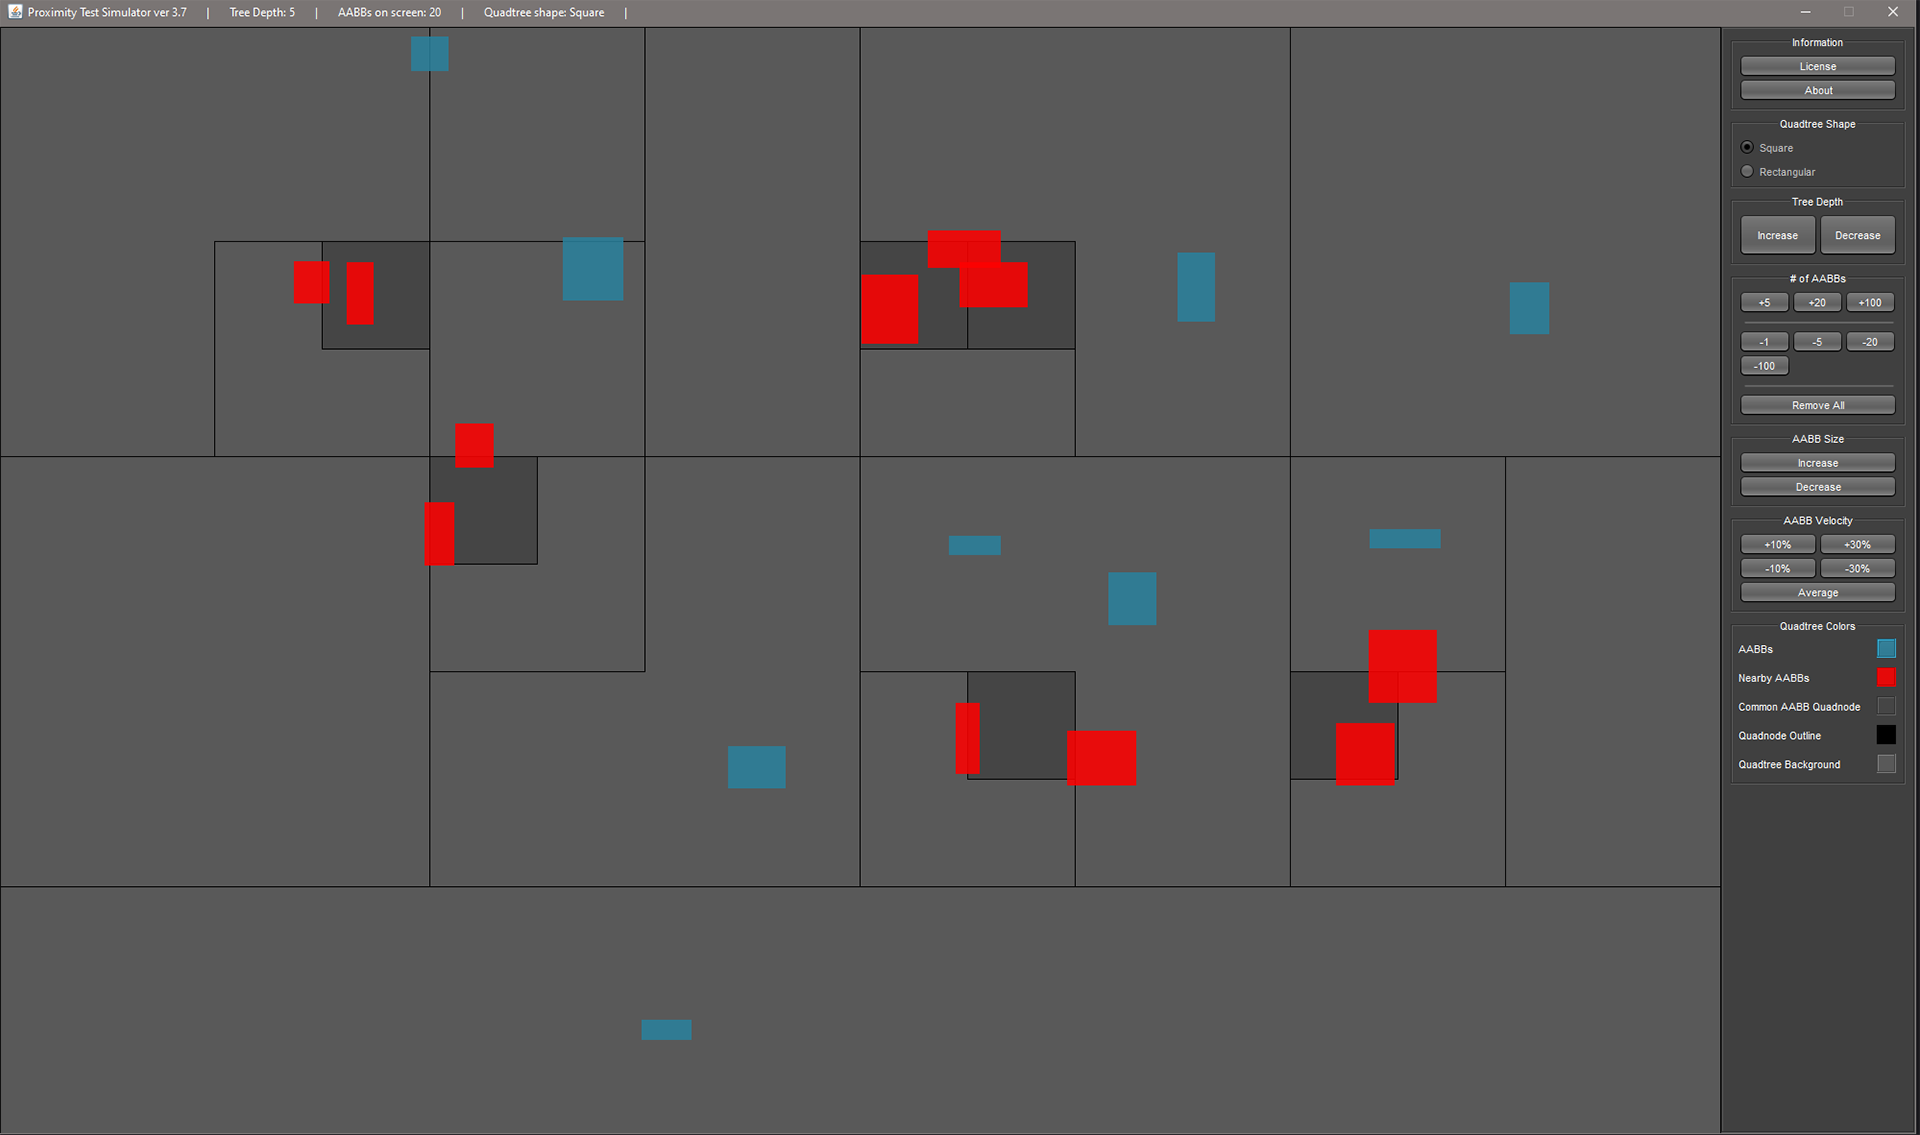 Proximity Test Simulator ver 3.7 | Tree Depth: 5 | AABBs on screen: 20 | Quadtree shape: Square |
Information
License
About
Quadtree Shape
Square
Rectangular
Tree Depth
Increase Decrease
# of AABBs
+5 +20 +100
-1 -5 -20
-100
Remove All
AABB Size
Increase
Decrease
AABB Velocity
+10% +30%
-10% -30%
Average
Quadtree Colors
AABBs
Nearby AABBs
Common AABB Quadnode
Quadnode Outline
Quadtree Background